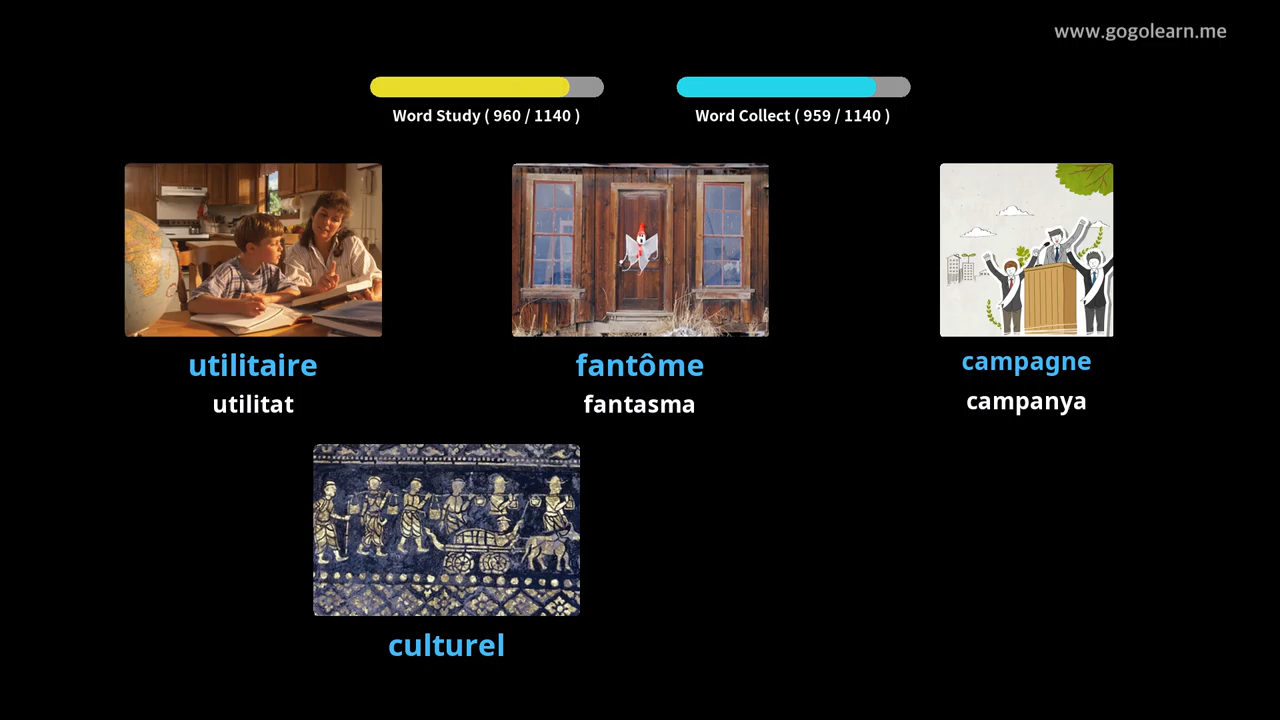 www.gogolearn.me
Word Study ( 960 / 1140 )
Word Collect ( 959 / 1140 )
utilitaire
utilitat
fantôme
fantasma
campagne
campanya
culturel